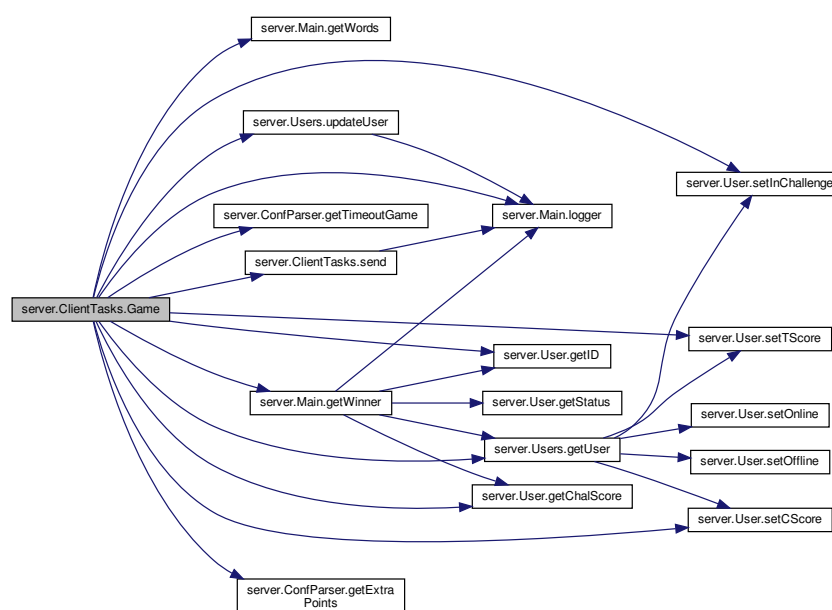 server.Main.getWords
server.Users.updateUser
server.User.setInChallenge
server.ConfParser.getTimeoutGame
server.Main.logger
server.ClientTasks.send
server.ClientTasks.Game
server.User.setTScore
server.User.getID
server.Main.getWinner
server.User.getStatus
server.User.setOnline
server.Users.getUser
server.User.setOffline
server.User.getChalScore
server.User.setCScore
server.ConfParser.getExtra
Points